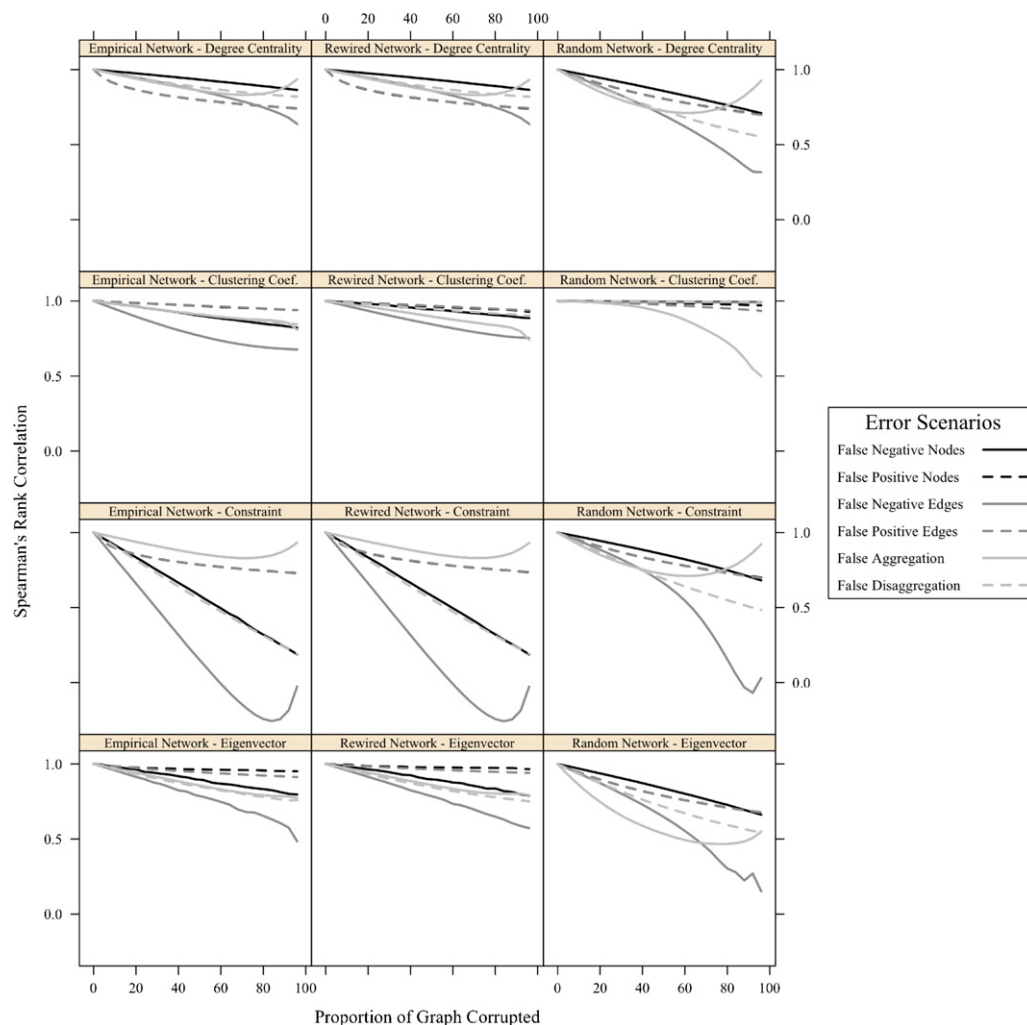 0 20 40 60 80 100
Empirical Network - Degree Centrality
Rewired Network - Degree Centrality
Random Network - Degree Centrality
1.0
0.5
0.0
Empirical Network - Clustering Coef.
Rewired Network - Clustering Coef.
Random Network - Clustering Coef.
1.0
0.5
0.0
Empirical Network - Constraint
Rewired Network - Constraint
Random Network - Constraint
1.0
0.5
0.0
Empirical Network - Eigenvector
Rewired Network - Eigenvector
Random Network - Eigenvector
1.0
0.5
0.0
0 20 40 60 80 100
0 20 40 60 80 100
Proportion of Graph Corrupted
Spearman's Rank Correlation
Error Scenarios
False Negative Nodes
False Positive Nodes
False Negative Edges
False Positive Edges
False Aggregation
False Disaggregation